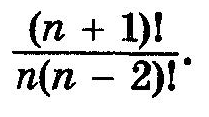 (n + 1)!
n(n − 2)!.